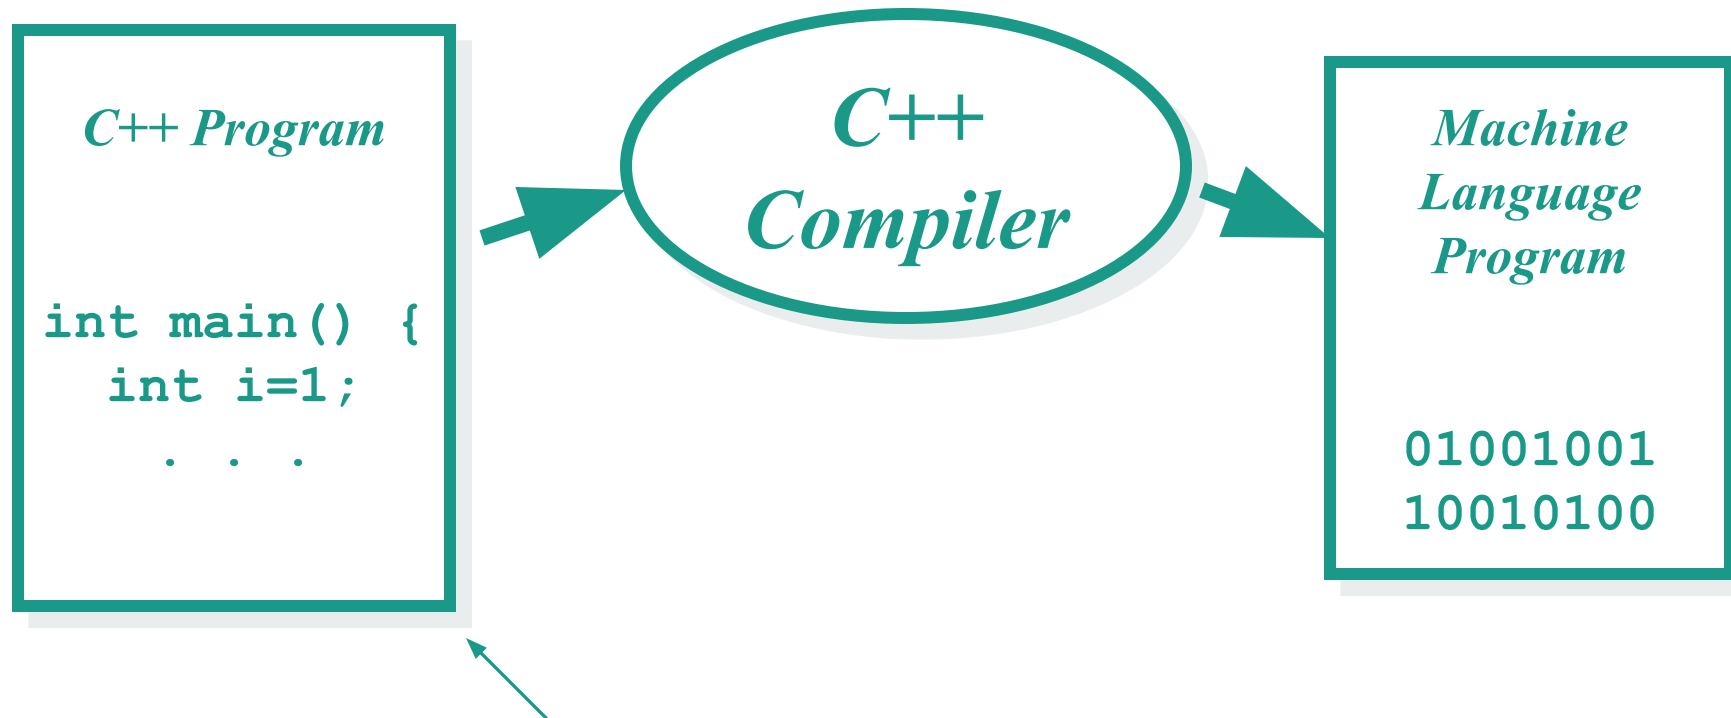 C++ Program
int main() {
int i=1;
. . .
C++
Compiler
Machine
Language
Program
01001001
10010100